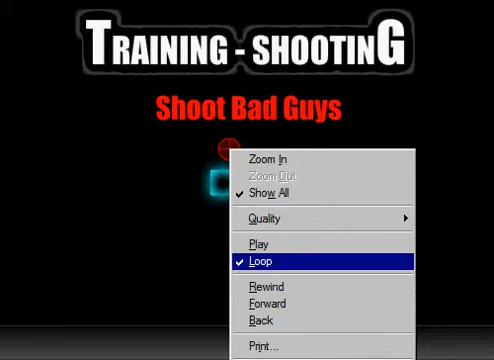 TRAINING - SHOOTING
Shoot Bad Guys
Zoom In
Zoom Out
Show All
Quality
Play
Loop
Rewind
Forward
Back
Print...